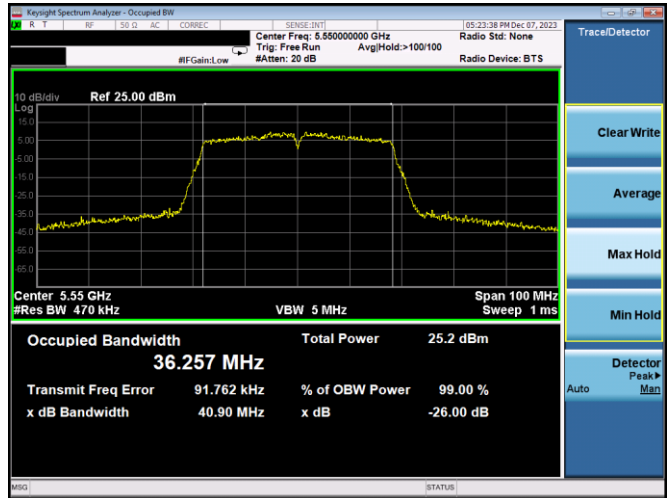 Keysight Spectrum Analyzer - Occupied BW
LXI R T RF 50 Ω AC CORREC SENSE:INT 05:23:38 PM Dec 07, 2023
Center Freq: 5.550000000 GHz Radio Std: None
Trig: Free Run Avg|Hold:>100/100
#IFGain:Low #Atten: 20 dB Radio Device: BTS
Trace/Detector
10 dB/div Ref 25.00 dBm
Log
15.0
5.00
-5.00
-15.0
-25.0
-35.0
-45.0
-55.0
-65.0
Center 5.55 GHz Span 100 MHz
#Res BW 470 kHz VBW 5 MHz Sweep 1 ms
Occupied Bandwidth Total Power 25.2 dBm
36.257 MHz
Transmit Freq Error 91.762 kHz % of OBW Power 99.00 %
x dB Bandwidth 40.90 MHz x dB -26.00 dB
Clear Write
Average
Max Hold
Min Hold
Detector
Peak▶
Auto Man
MSG STATUS